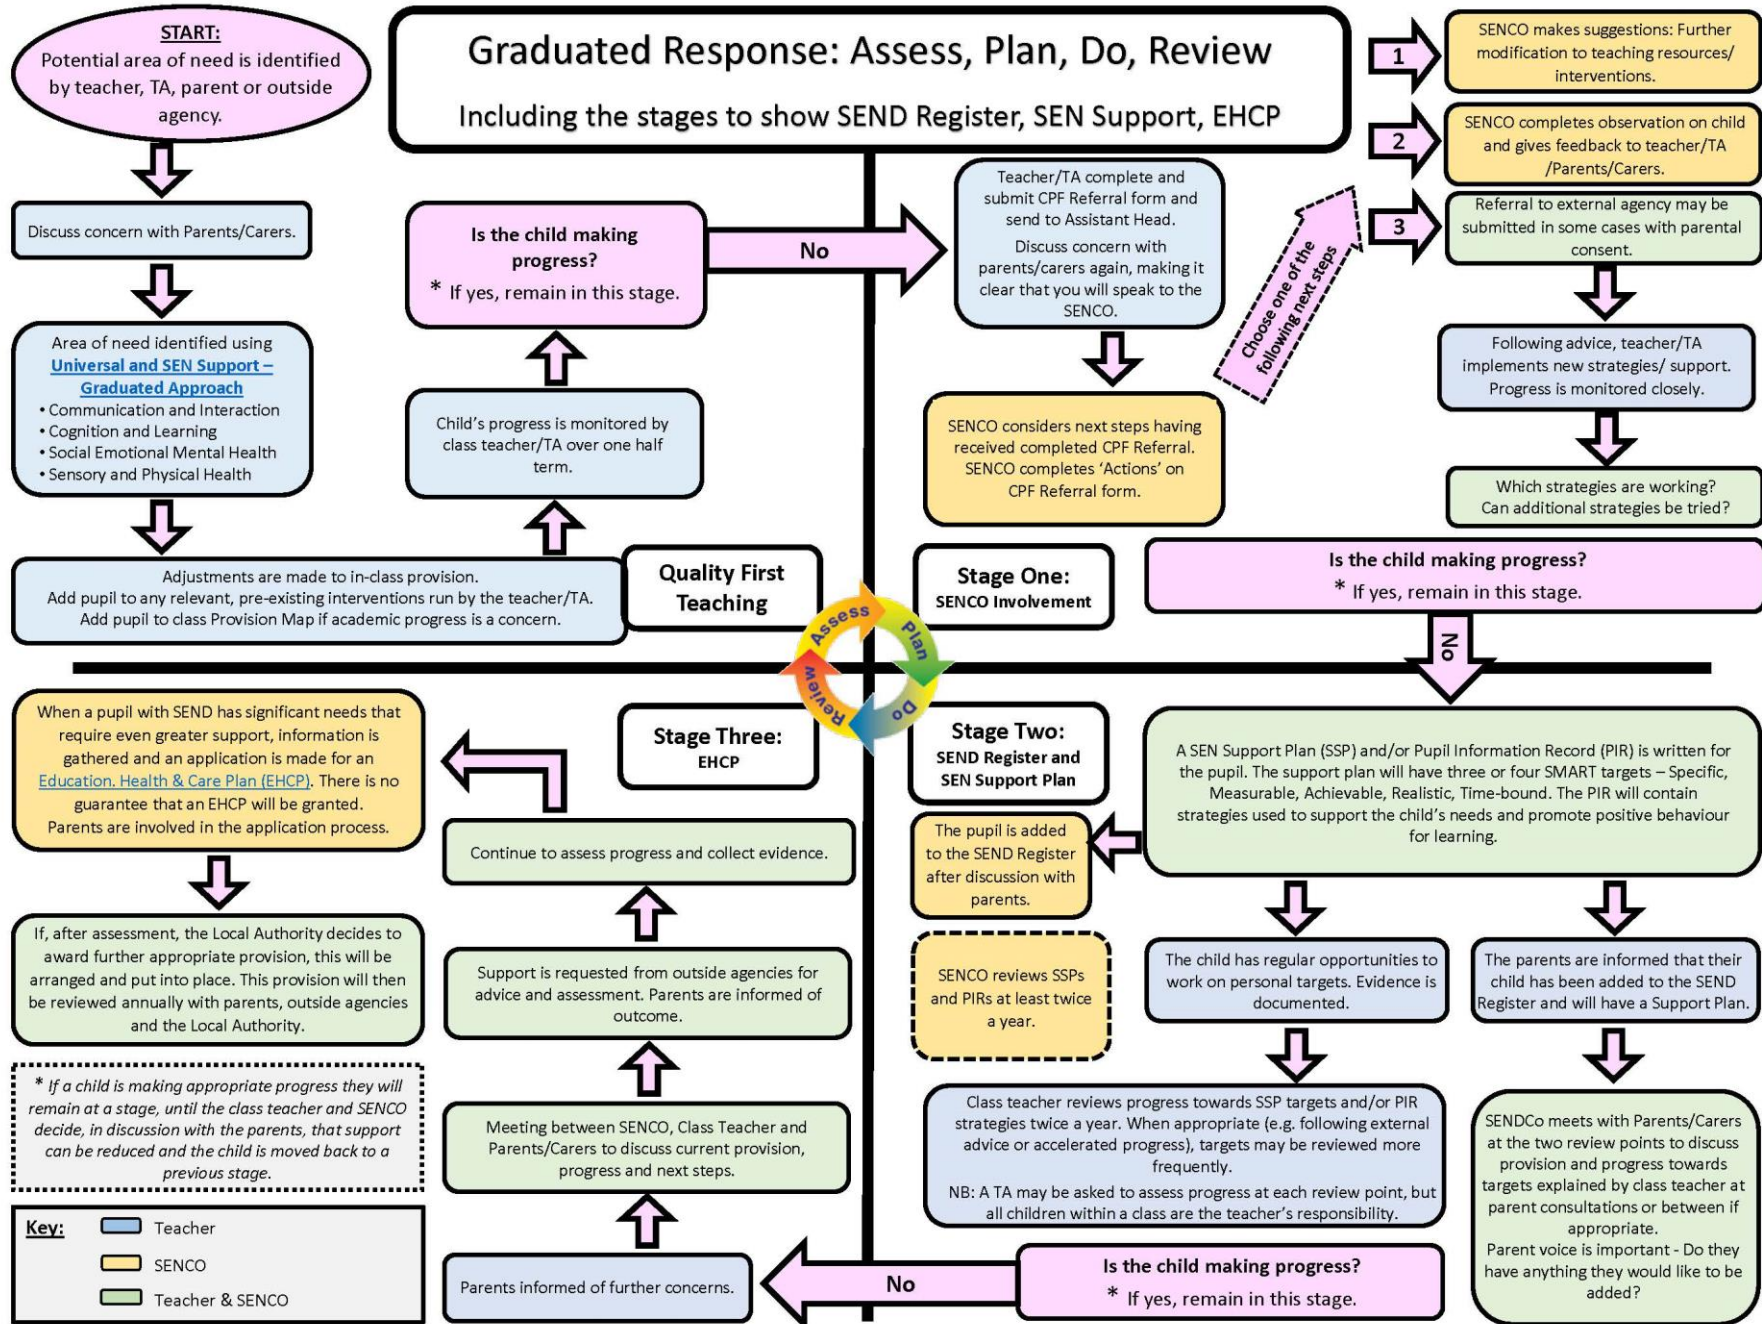 Graduated Response: Assess, Plan, Do, Review
Including the stages to show SEND Register, SEN Support, EHCP
START:
Potential area of need is identified
by teacher, TA, parent or outside
agency.
Discuss concern with Parents/Carers.
Area of need identified using
Universal and SEN Support –
Graduated Approach
• Communication and Interaction
• Cognition and Learning
• Social Emotional Mental Health
• Sensory and Physical Health
Adjustments are made to in-class provision.
Add pupil to any relevant, pre-existing interventions run by the teacher/TA.
Add pupil to class Provision Map if academic progress is a concern.
Child's progress is monitored by
class teacher/TA over one half
term.
Is the child making
progress?
* If yes, remain in this stage.
No
Quality First
Teaching
Teacher/TA complete and
submit CPF Referral form and
send to Assistant Head.
Discuss concern with
parents/carers again, making it
clear that you will speak to the
SENCO.
SENCO considers next steps having
received completed CPF Referral.
SENCO completes 'Actions' on
CPF Referral form.
Choose one of the
following next steps
1
SENCO makes suggestions: Further
modification to teaching resources/
interventions.
2
SENCO completes observation on child
and gives feedback to teacher/TA
/Parents/Carers.
3
Referral to external agency may be
submitted in some cases with parental
consent.
Following advice, teacher/TA
implements new strategies/ support.
Progress is monitored closely.
Which strategies are working?
Can additional strategies be tried?
Stage One:
SENCO Involvement
Is the child making progress?
* If yes, remain in this stage.
No
Assess
Plan
Do
Review
Stage Two:
SEND Register and
SEN Support Plan
A SEN Support Plan (SSP) and/or Pupil Information Record (PIR) is written for
the pupil. The support plan will have three or four SMART targets – Specific,
Measurable, Achievable, Realistic, Time-bound. The PIR will contain
strategies used to support the child's needs and promote positive behaviour
for learning.
The pupil is added
to the SEND Register
after discussion with
parents.
SENCO reviews SSPs
and PIRs at least twice
a year.
The child has regular opportunities to
work on personal targets. Evidence is
documented.
The parents are informed that their
child has been added to the SEND
Register and will have a Support Plan.
Class teacher reviews progress towards SSP targets and/or PIR
strategies twice a year. When appropriate (e.g. following external
advice or accelerated progress), targets may be reviewed more
frequently.
NB: A TA may be asked to assess progress at each review point, but
all children within a class are the teacher's responsibility.
SENDCo meets with Parents/Carers
at the two review points to discuss
provision and progress towards
targets explained by class teacher at
parent consultations or between if
appropriate.
Parent voice is important - Do they
have anything they would like to be
added?
Is the child making progress?
* If yes, remain in this stage.
No
Stage Three:
EHCP
Parents informed of further concerns.
Meeting between SENCO, Class Teacher and
Parents/Carers to discuss current provision,
progress and next steps.
Support is requested from outside agencies for
advice and assessment. Parents are informed of
outcome.
Continue to assess progress and collect evidence.
When a pupil with SEND has significant needs that
require even greater support, information is
gathered and an application is made for an
Education. Health & Care Plan (EHCP). There is no
guarantee that an EHCP will be granted.
Parents are involved in the application process.
If, after assessment, the Local Authority decides to
award further appropriate provision, this will be
arranged and put into place. This provision will then
be reviewed annually with parents, outside agencies
and the Local Authority.
* If a child is making appropriate progress they will
remain at a stage, until the class teacher and SENCO
decide, in discussion with the parents, that support
can be reduced and the child is moved back to a
previous stage.
Key:
Teacher
SENCO
Teacher & SENCO